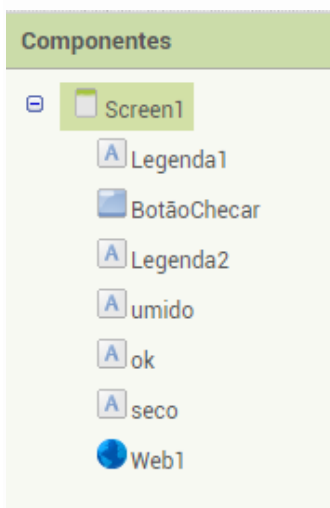 Componentes
Screen1
A Legenda1
BotãoChecar
A Legenda2
A umido
A ok
A seco
Web1